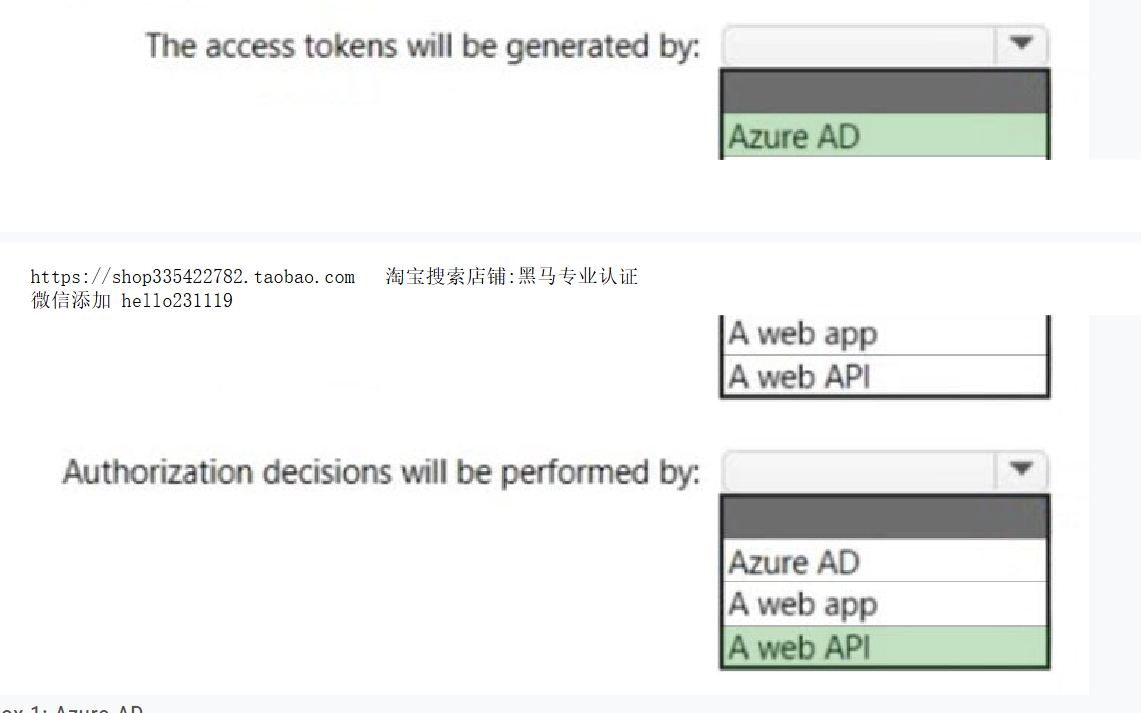 The access tokens will be generated by:
Azure AD
https://shop335422782.taobao.com 淘宝搜索店铺:黑马专业认证
微信添加 hello231119
A web app
A web API
Authorization decisions will be performed by:
Azure AD
A web app
A web API
ox 1: Azure AD